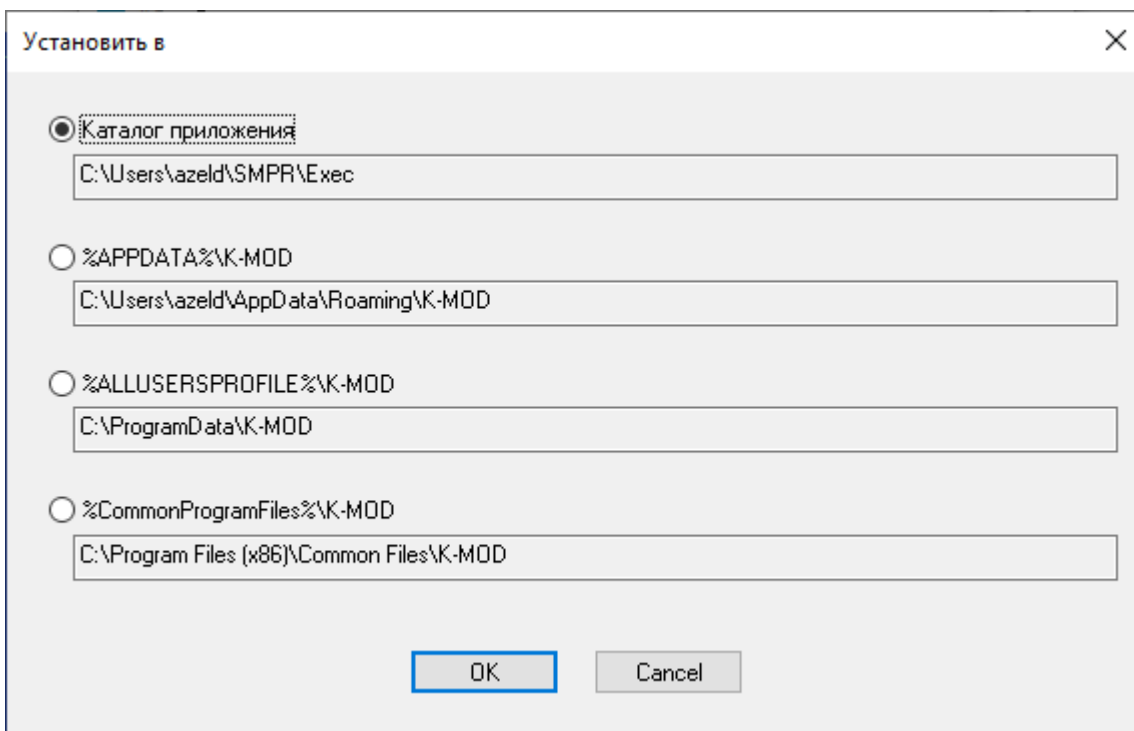 Установить в
Каталог приложения
C:\Users\azeld\SMPR\Exec
%APPDATA%\K-MOD
C:\Users\azeld\AppData\Roaming\K-MOD
%ALLUSERSPROFILE%\K-MOD
C:\ProgramData\K-MOD
%CommonProgramFiles%\K-MOD
C:\Program Files (x86)\Common Files\K-MOD
OK Cancel